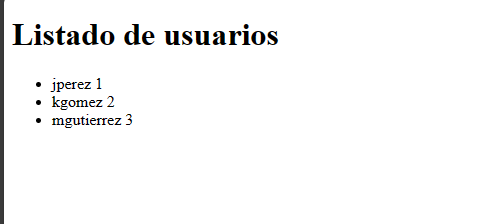 Listado de usuarios
jperez 1
kgomez 2
mgutierrez 3